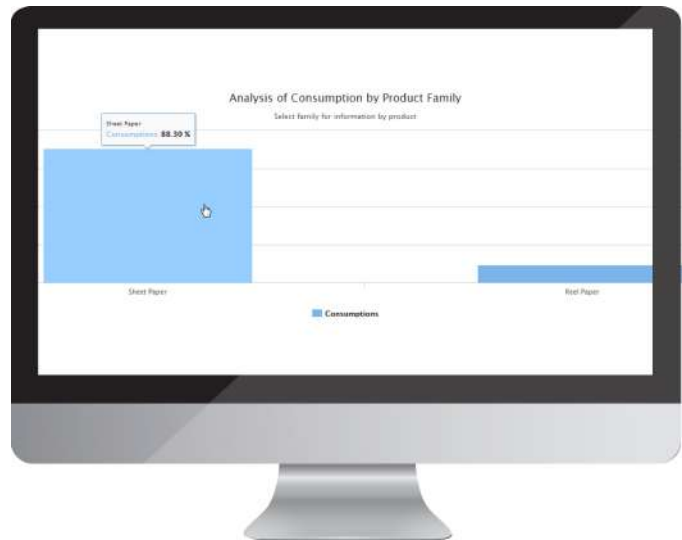 Analysis of Consumption by Product Family
Select family for information by product
Sheet Paper
Consumptions 88.30 %
Sheet Paper
Reel Paper
Consumptions